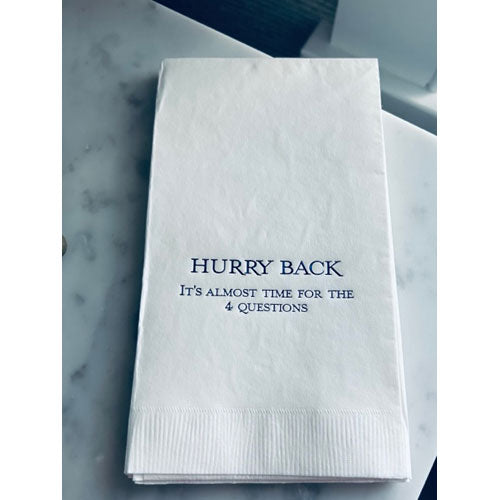 HURRY BACK
IT'S ALMOST TIME FOR THE
4 QUESTIONS